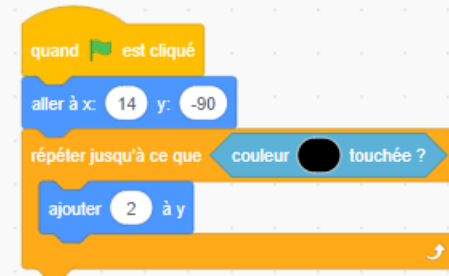 quand est cliqué
aller à x: 14 y: -90
répéter jusqu'à ce que couleur touchée ?
ajouter 2 à y